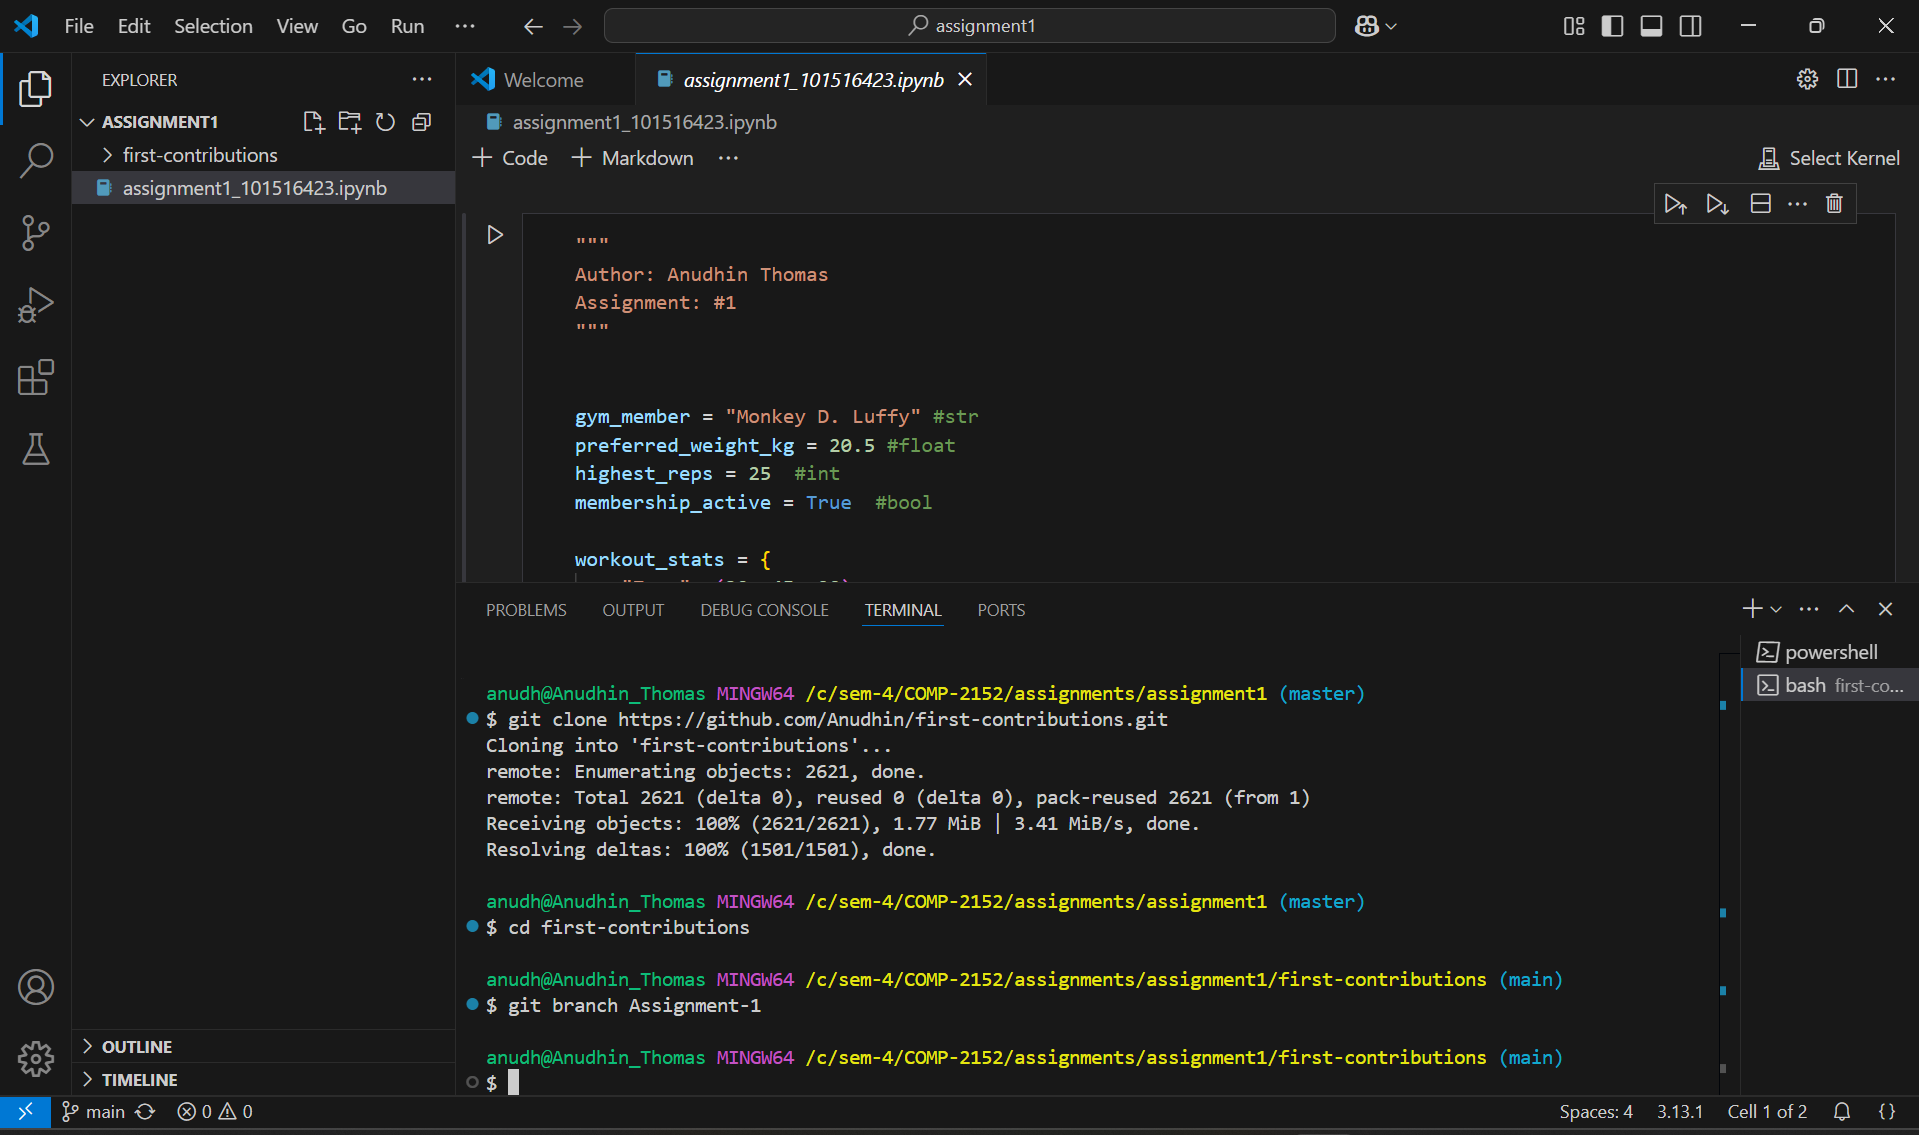 File Edit Selection View Go Run ··· assignment1
EXPLORER ···
ASSIGNMENT1
first-contributions
assignment1_101516423.ipynb
OUTLINE
TIMELINE
Welcome assignment1_101516423.ipynb
assignment1_101516423.ipynb
+ Code + Markdown ··· Select Kernel
"""
Author: Anudhin Thomas
Assignment: #1
"""
gym_member = "Monkey D. Luffy" #str
preferred_weight_kg = 20.5 #float
highest_reps = 25  #int
membership_active = True  #bool
workout_stats = {
PROBLEMS OUTPUT DEBUG CONSOLE TERMINAL PORTS
powershell
bash first-co...
anudh@Anudhin_Thomas MINGW64 /c/sem-4/COMP-2152/assignments/assignment1 (master)
$ git clone https://github.com/Anudhin/first-contributions.git
Cloning into 'first-contributions'...
remote: Enumerating objects: 2621, done.
remote: Total 2621 (delta 0), reused 0 (delta 0), pack-reused 2621 (from 1)
Receiving objects: 100% (2621/2621), 1.77 MiB | 3.41 MiB/s, done.
Resolving deltas: 100% (1501/1501), done.
anudh@Anudhin_Thomas MINGW64 /c/sem-4/COMP-2152/assignments/assignment1 (master)
$ cd first-contributions
anudh@Anudhin_Thomas MINGW64 /c/sem-4/COMP-2152/assignments/assignment1/first-contributions (main)
$ git branch Assignment-1
anudh@Anudhin_Thomas MINGW64 /c/sem-4/COMP-2152/assignments/assignment1/first-contributions (main)
$
main 0 0 Spaces: 4 3.13.1 Cell 1 of 2 {}